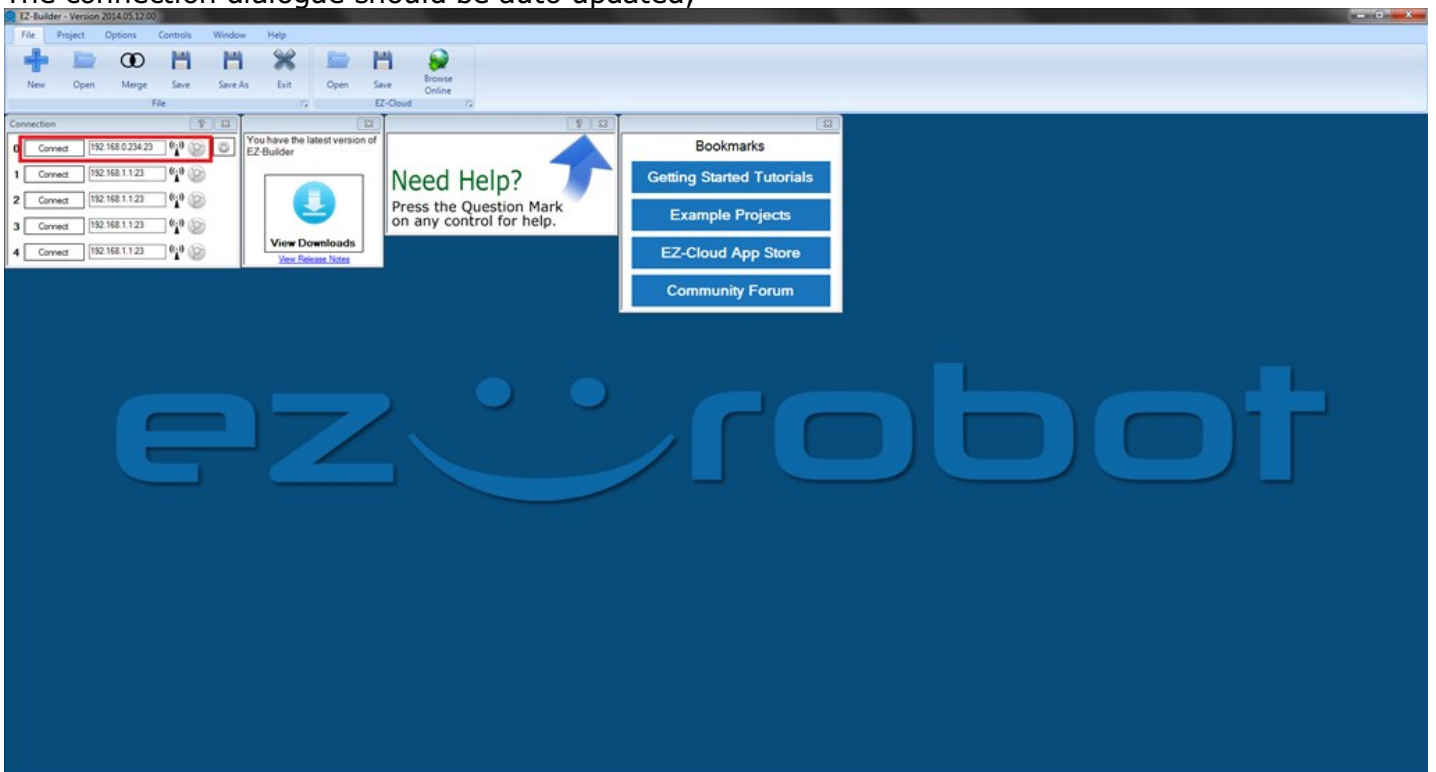 The connection dialogue should be auto updated,
EZ-Builder - Version 2014.05.12.00
File Project Options Controls Window Help
New Open Merge Save Save As Exit Open Save Browse Online
File EZ-Cloud
Connection
0 Connect 192.168.0.234:23
1 Connect 192.168.1.1:23
2 Connect 192.168.1.1:23
3 Connect 192.168.1.1:23
4 Connect 192.168.1.1:23
You have the latest version of
EZ-Builder
View Downloads
View Release Notes
Need Help?
Press the Question Mark
on any control for help.
Bookmarks
Getting Started Tutorials
Example Projects
EZ-Cloud App Store
Community Forum
ez robot